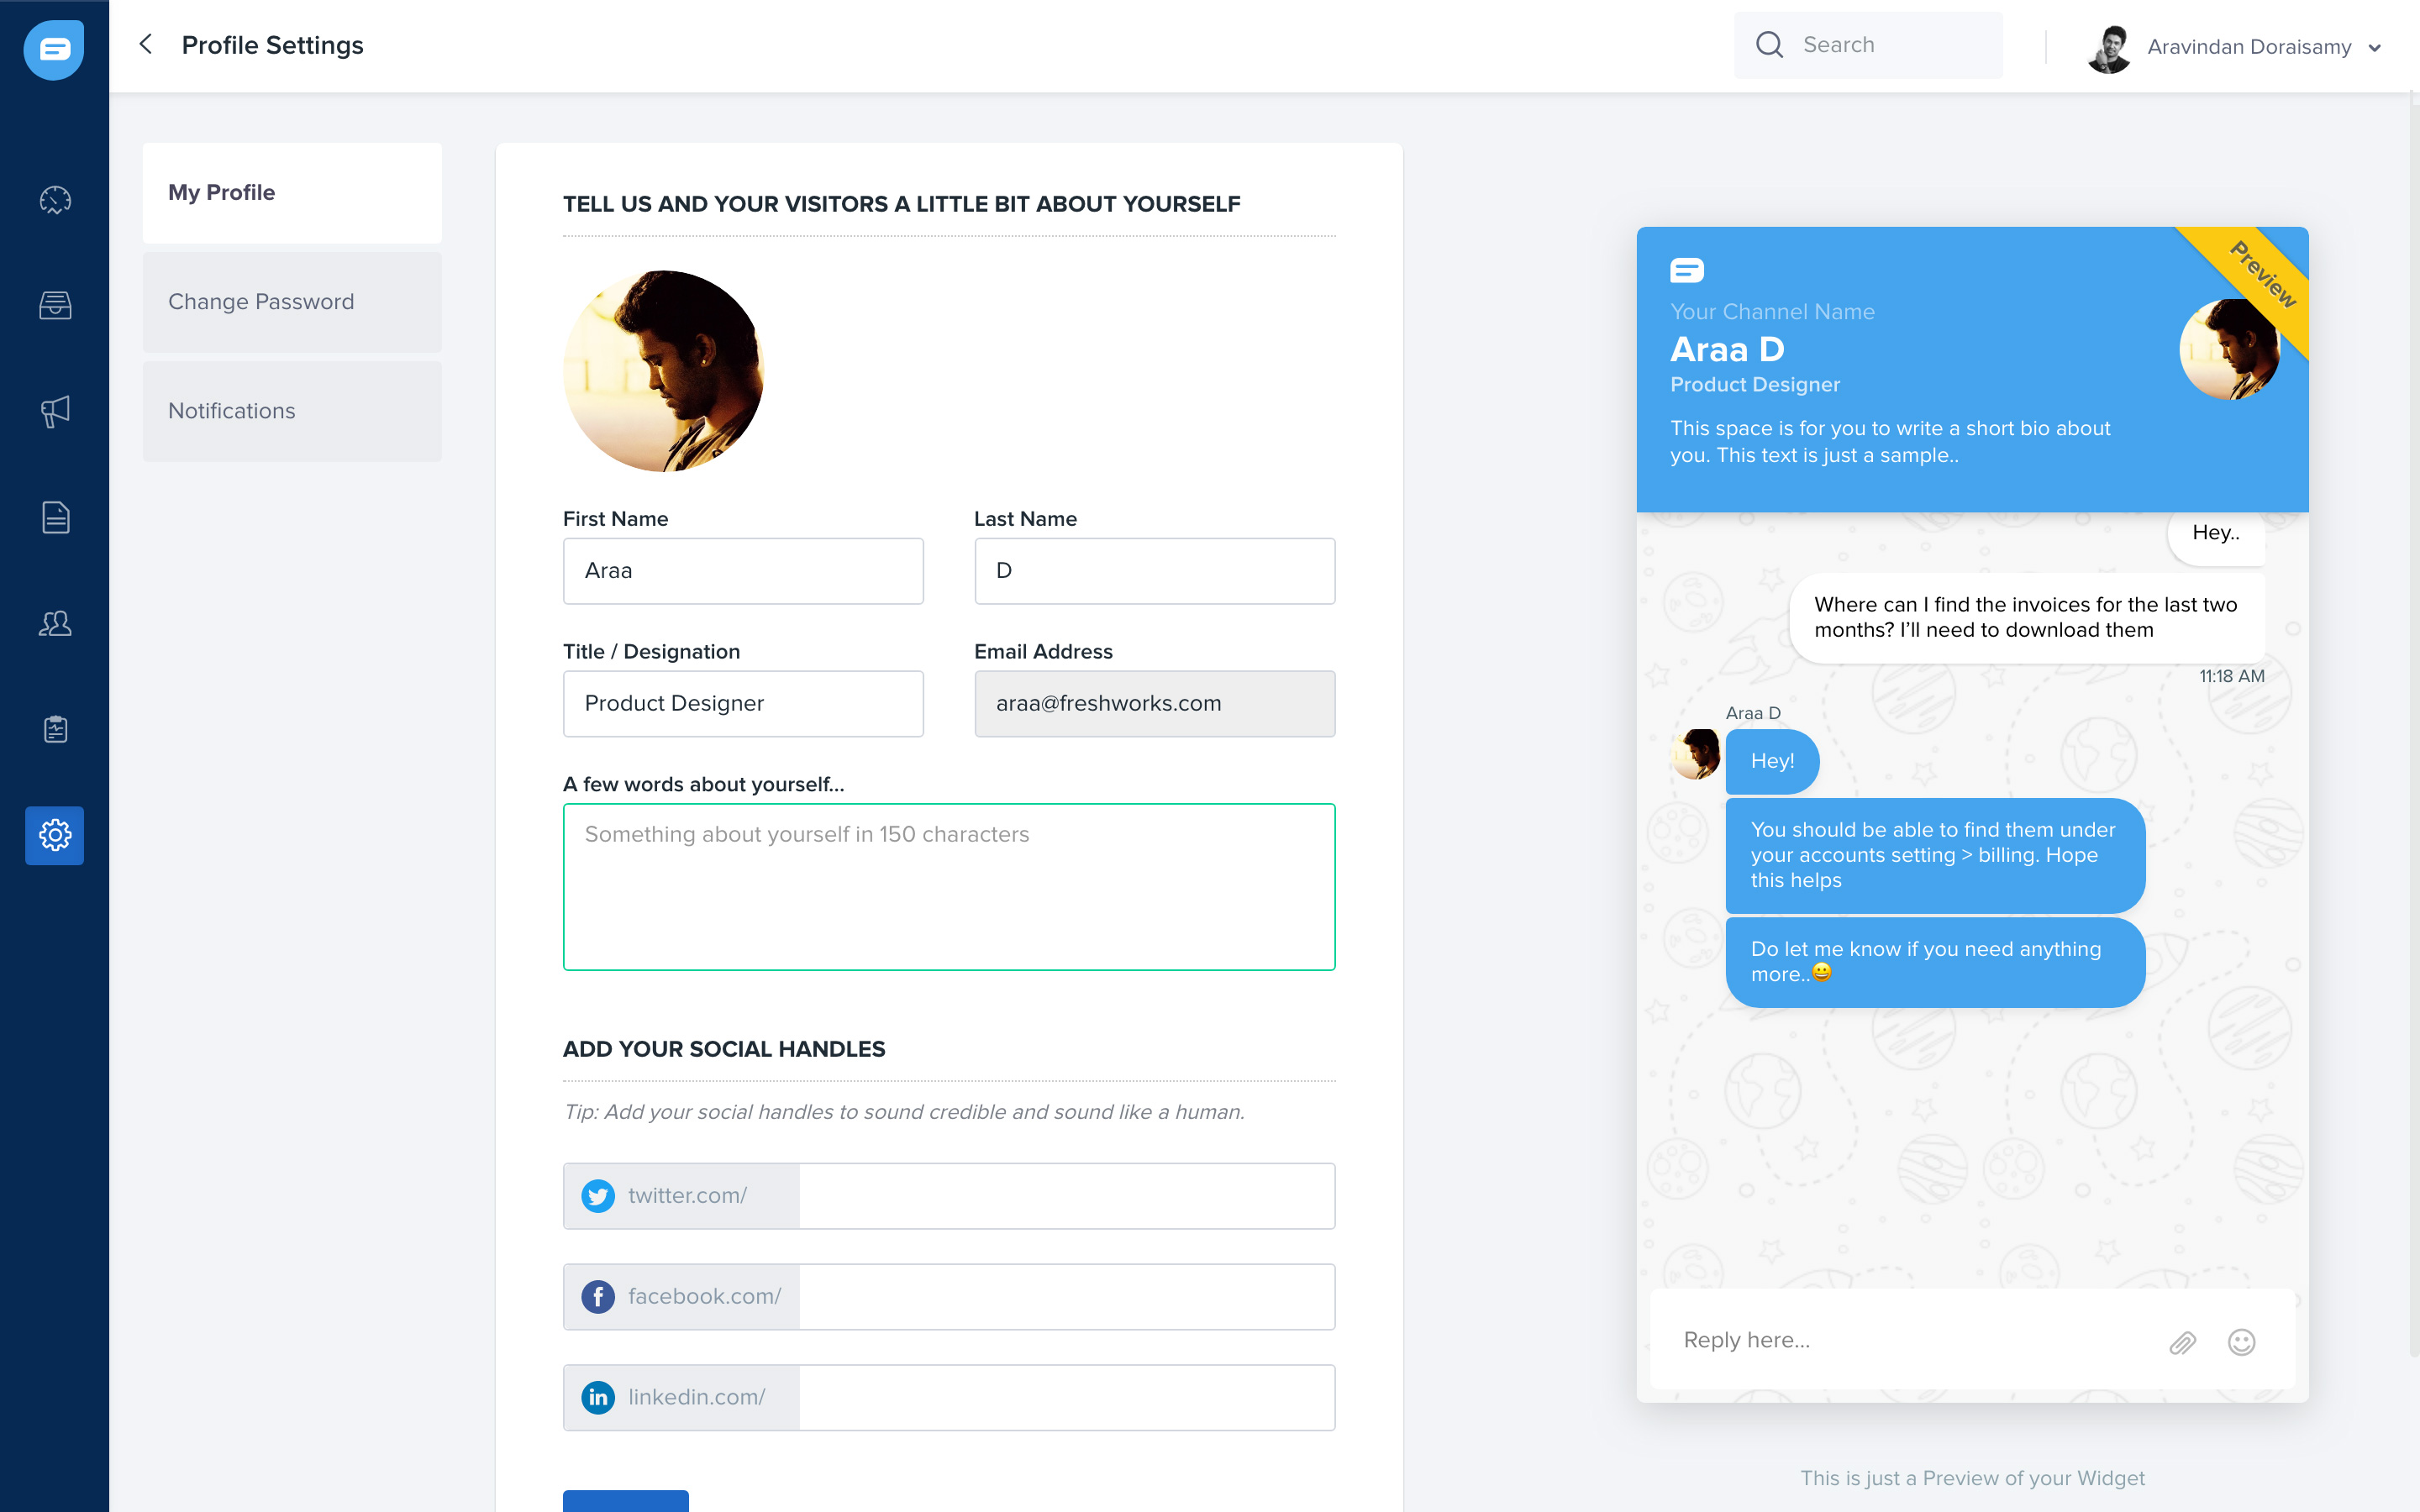 Profile Settings
Search
Aravindan Doraisamy
My Profile
Change Password
Notifications
TELL US AND YOUR VISITORS A LITTLE BIT ABOUT YOURSELF
First Name
Last Name
Araa
D
Title / Designation
Email Address
Product Designer
araa@freshworks.com
A few words about yourself...
Something about yourself in 150 characters
ADD YOUR SOCIAL HANDLES
Tip: Add your social handles to sound credible and sound like a human.
twitter.com/
facebook.com/
linkedin.com/
Preview
Your Channel Name
Araa D
Product Designer
This space is for you to write a short bio about
you. This text is just a sample..
Hey..
Where can I find the invoices for the last two
months? I'll need to download them
11:18 AM
Araa D
Hey!
You should be able to find them under
your accounts setting > billing. Hope
this helps
Do let me know if you need anything
more..😀
Reply here...
This is just a Preview of your Widget